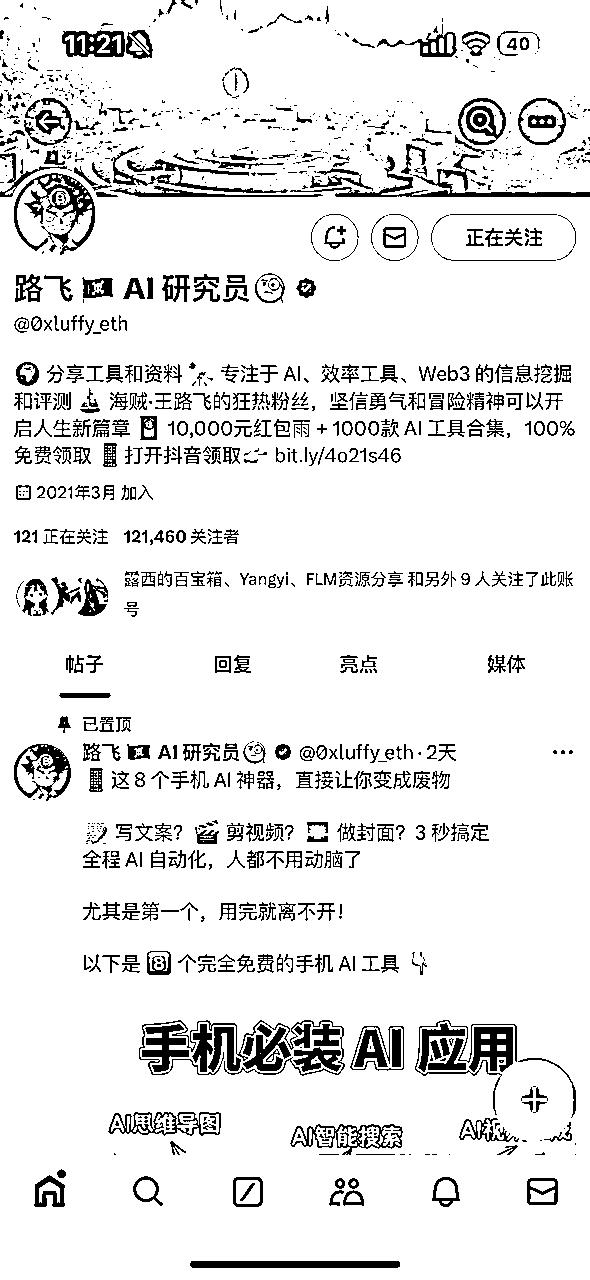 11:21
40
正在关注
路飞 AI 研究员
@0xluffy_eth
分享工具和资料 专注于 AI、效率工具、Web3 的信息挖掘
和评测 海贼·王路飞的狂热粉丝，坚信勇气和冒险精神可以开
启人生新篇章 10,000元红包雨 + 1000款 AI 工具合集，100%
免费领取 打开抖音领取 bit.ly/4o21s46
2021年3月 加入
121 正在关注 121,460 关注者
露西的百宝箱、Yangyi、FLM资源分享 和另外 9 人关注了此账
号
帖子 回复 亮点 媒体
已置顶
路飞 AI 研究员 @0xluffy_eth · 2天
这 8 个手机 AI 神器，直接让你变成废物
写文案？ 剪视频？ 做封面？3 秒搞定
全程 AI 自动化，人都不用动脑了
尤其是第一个，用完就离不开！
以下是 8 个完全免费的手机 AI 工具
手机必装 AI 应用
AI思维导图
AI智能搜索